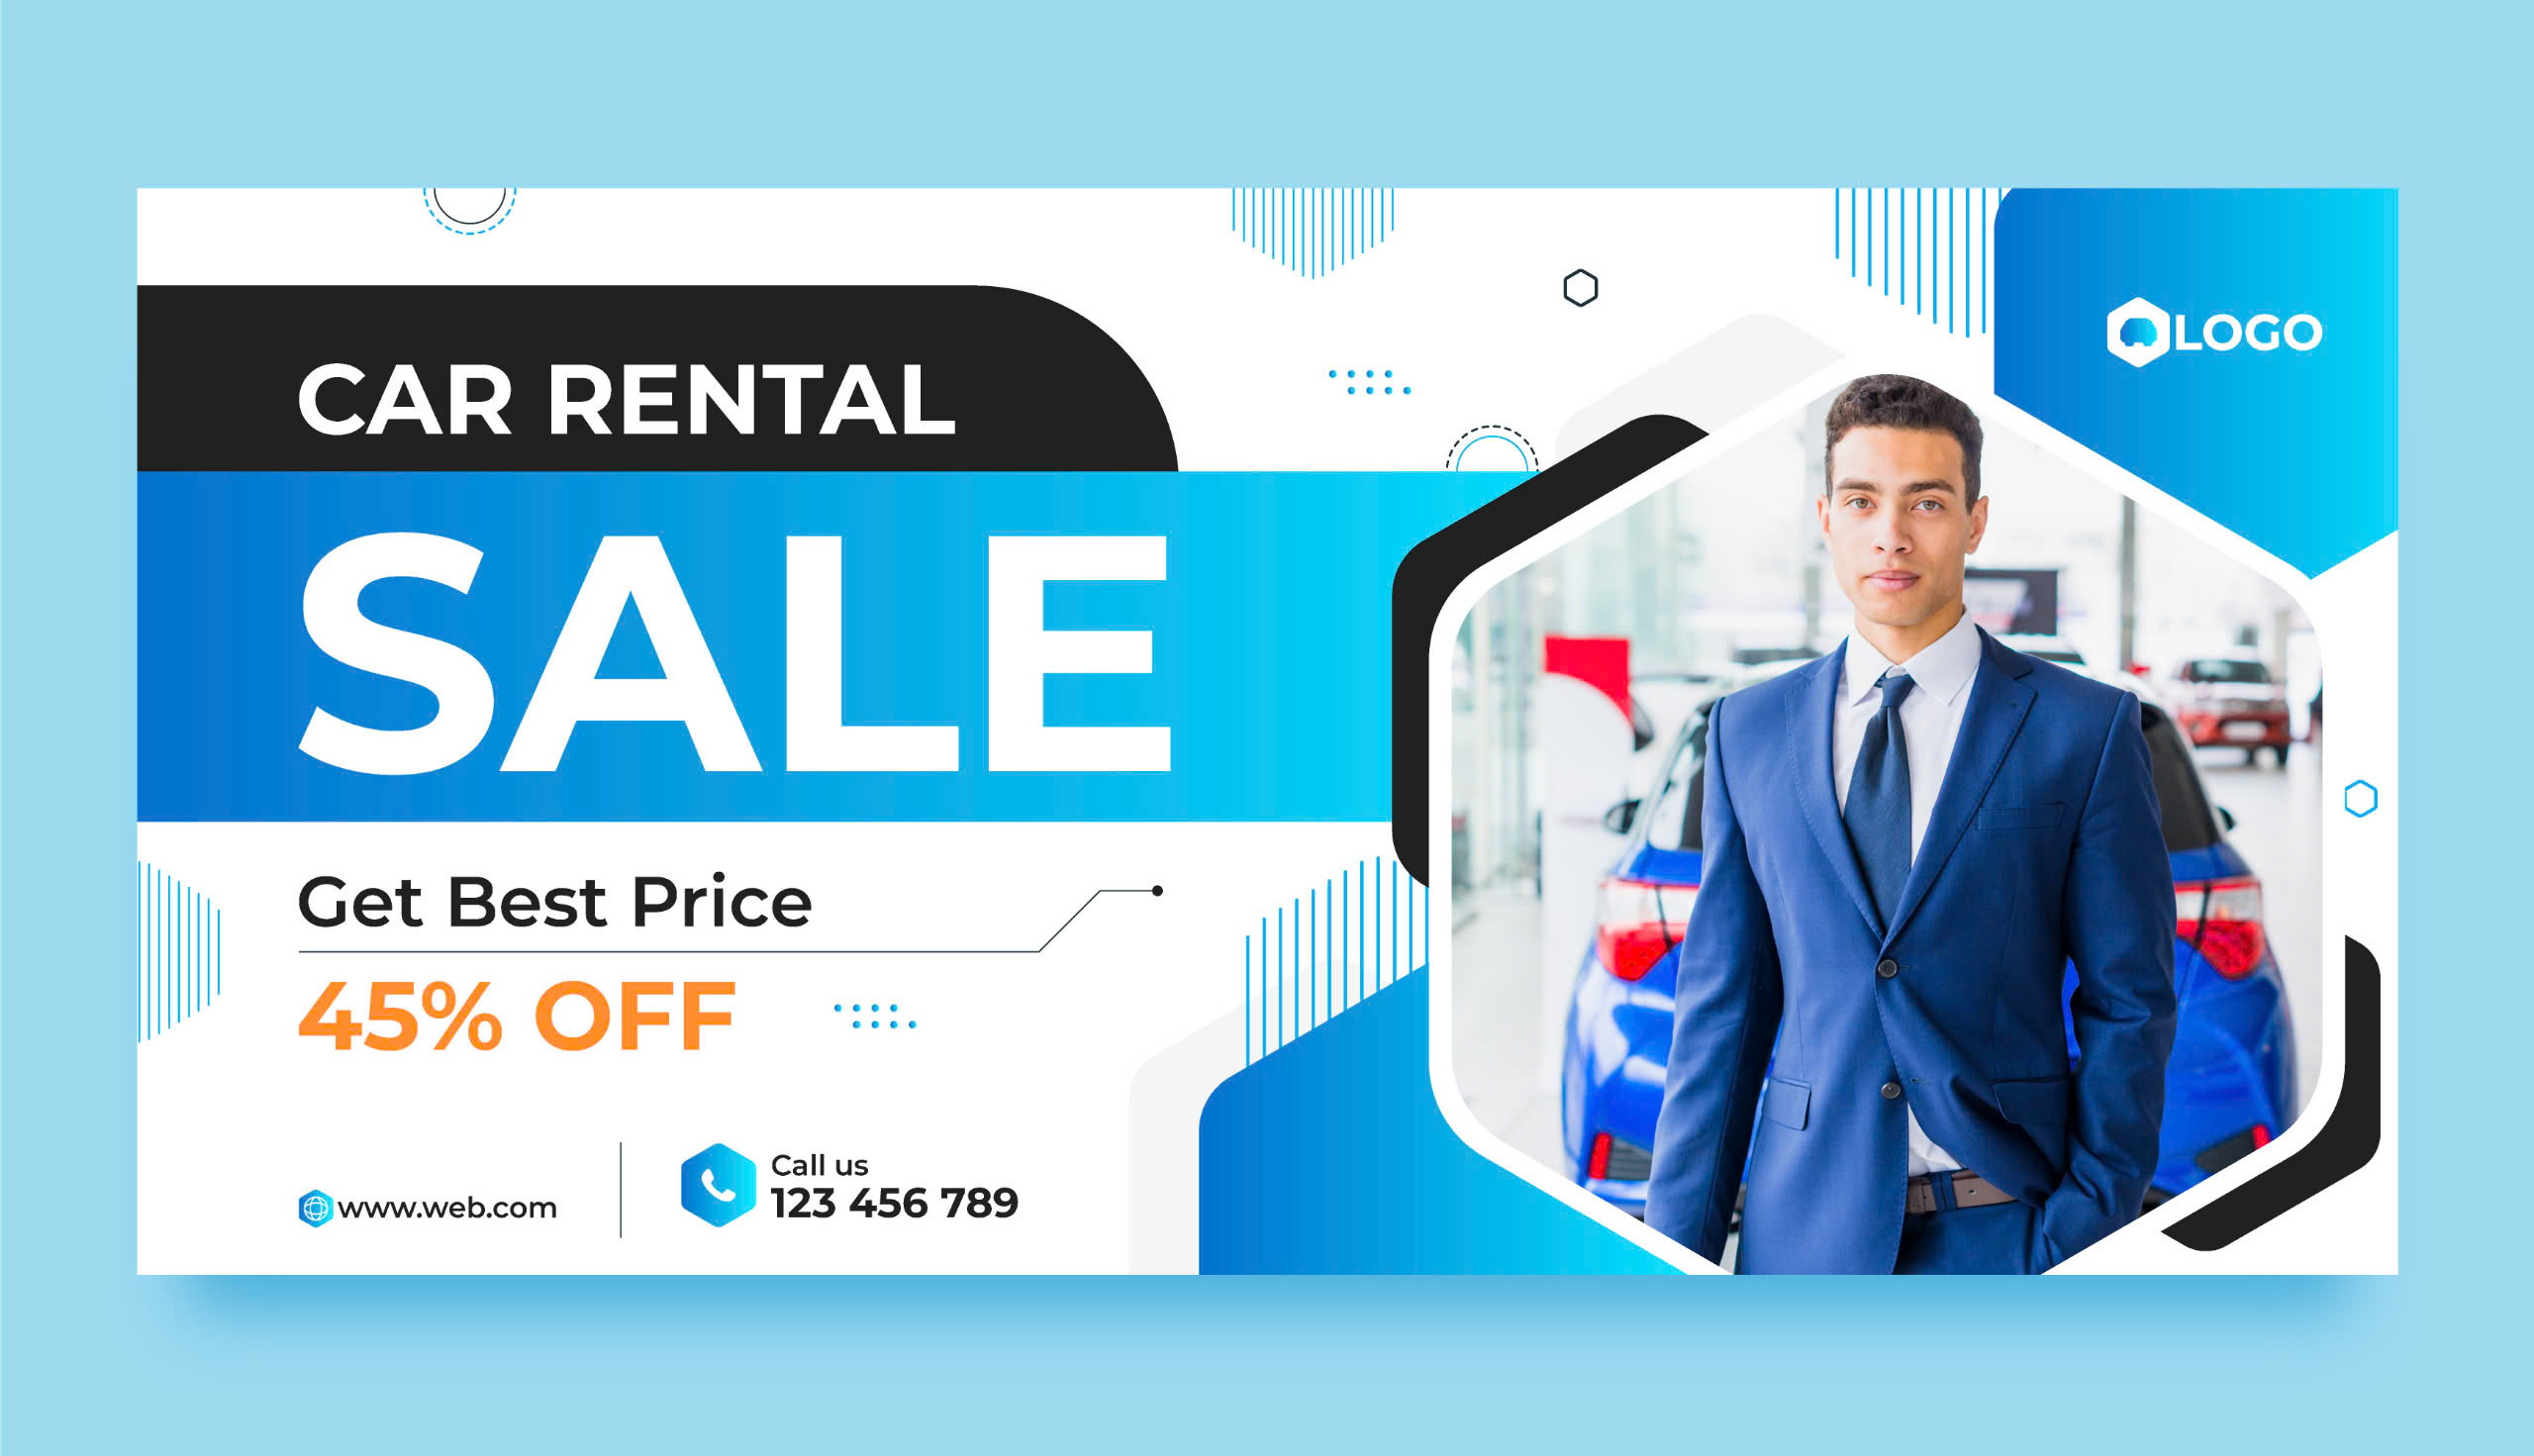 CAR RENTAL
SALE
Get Best Price
45% OFF
www.web.com
Call us
123 456 789
LOGO